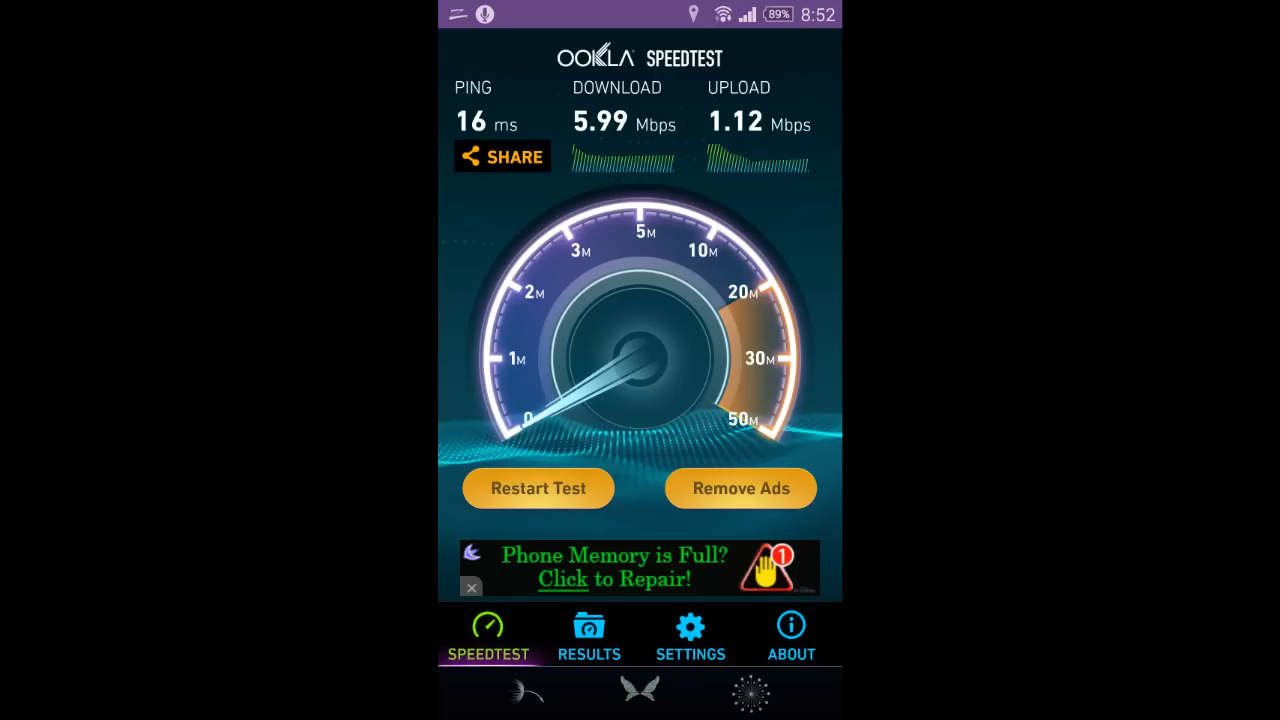 89% 8:52
OOKLA SPEEDTEST
PING DOWNLOAD UPLOAD
16 ms 5.99 Mbps 1.12 Mbps
SHARE
5M
3M 10M
2M 20M
1M 30M
0 50M
Restart Test Remove Ads
Phone Memory is Full?
1
Click to Repair!
SPEEDTEST RESULTS SETTINGS ABOUT